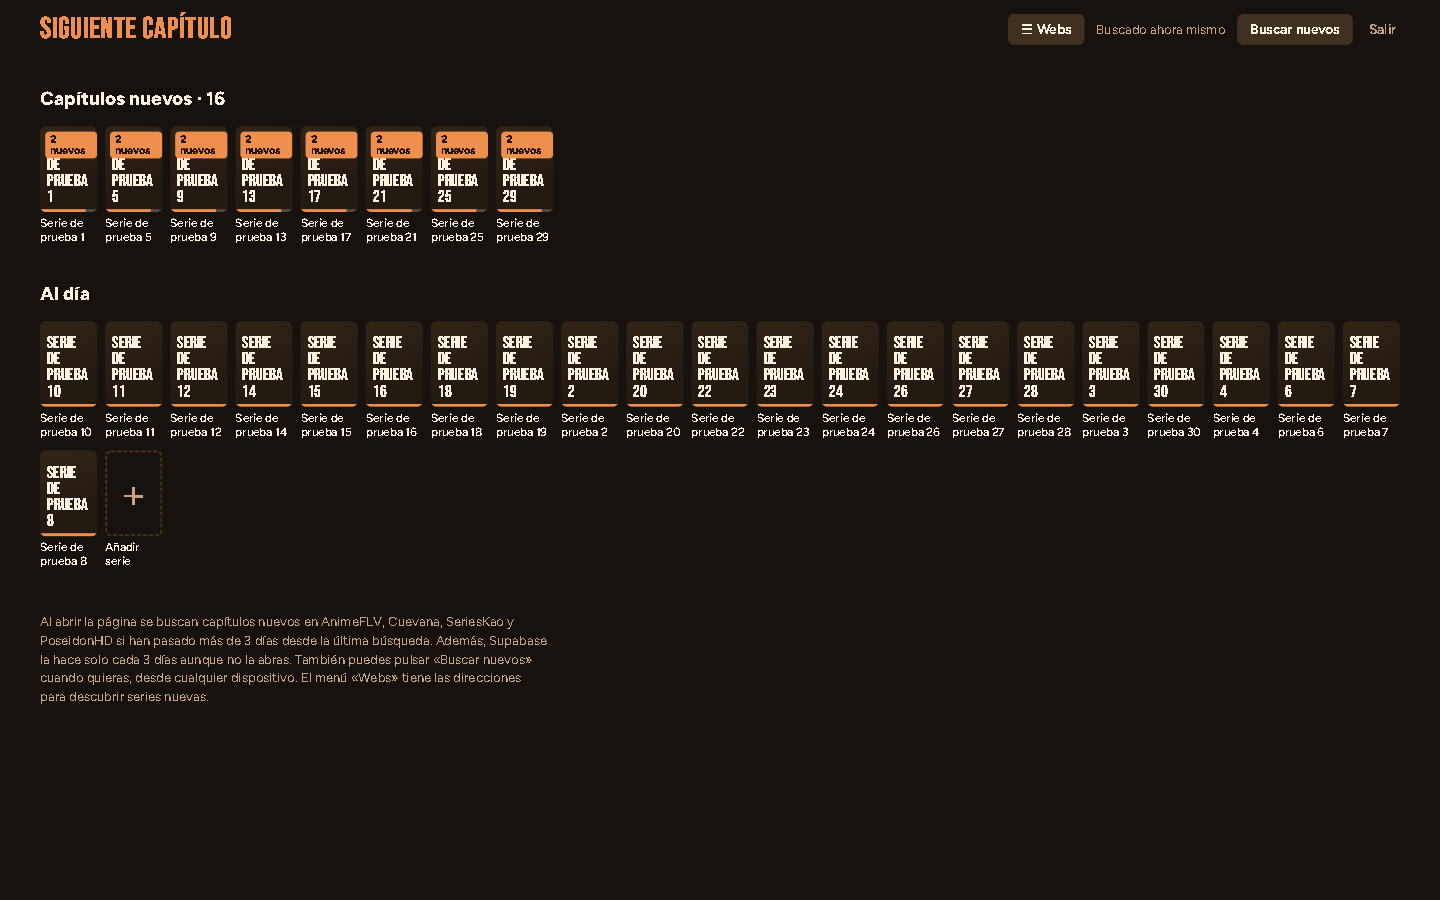 SIGUIENTE CAPÍTULO
☰ Webs
Buscado ahora mismo
Buscar nuevos
Salir
Capítulos nuevos · 16
2
nuevos
DE
PRUEBA
1
Serie de
prueba 1
2
nuevos
DE
PRUEBA
5
Serie de
prueba 5
2
nuevos
DE
PRUEBA
9
Serie de
prueba 9
2
nuevos
DE
PRUEBA
13
Serie de
prueba 13
2
nuevos
DE
PRUEBA
17
Serie de
prueba 17
2
nuevos
DE
PRUEBA
21
Serie de
prueba 21
2
nuevos
DE
PRUEBA
25
Serie de
prueba 25
2
nuevos
DE
PRUEBA
29
Serie de
prueba 29
Al día
SERIE
DE
PRUEBA
10
Serie de
prueba 10
SERIE
DE
PRUEBA
11
Serie de
prueba 11
SERIE
DE
PRUEBA
12
Serie de
prueba 12
SERIE
DE
PRUEBA
14
Serie de
prueba 14
SERIE
DE
PRUEBA
15
Serie de
prueba 15
SERIE
DE
PRUEBA
16
Serie de
prueba 16
SERIE
DE
PRUEBA
18
Serie de
prueba 18
SERIE
DE
PRUEBA
19
Serie de
prueba 19
SERIE
DE
PRUEBA
2
Serie de
prueba 2
SERIE
DE
PRUEBA
20
Serie de
prueba 20
SERIE
DE
PRUEBA
22
Serie de
prueba 22
SERIE
DE
PRUEBA
23
Serie de
prueba 23
SERIE
DE
PRUEBA
24
Serie de
prueba 24
SERIE
DE
PRUEBA
26
Serie de
prueba 26
SERIE
DE
PRUEBA
27
Serie de
prueba 27
SERIE
DE
PRUEBA
28
Serie de
prueba 28
SERIE
DE
PRUEBA
3
Serie de
prueba 3
SERIE
DE
PRUEBA
30
Serie de
prueba 30
SERIE
DE
PRUEBA
4
Serie de
prueba 4
SERIE
DE
PRUEBA
6
Serie de
prueba 6
SERIE
DE
PRUEBA
7
Serie de
prueba 7
SERIE
DE
PRUEBA
8
Serie de
prueba 8
+
Añadir
serie
Al abrir la página se buscan capítulos nuevos en AnimeFLV, Cuevana, SeriesKao y
PoseidonHD si han pasado más de 3 días desde la última búsqueda. Además, Supabase
la hace solo cada 3 días aunque no la abras. También puedes pulsar «Buscar nuevos»
cuando quieras, desde cualquier dispositivo. El menú «Webs» tiene las direcciones
para descubrir series nuevas.